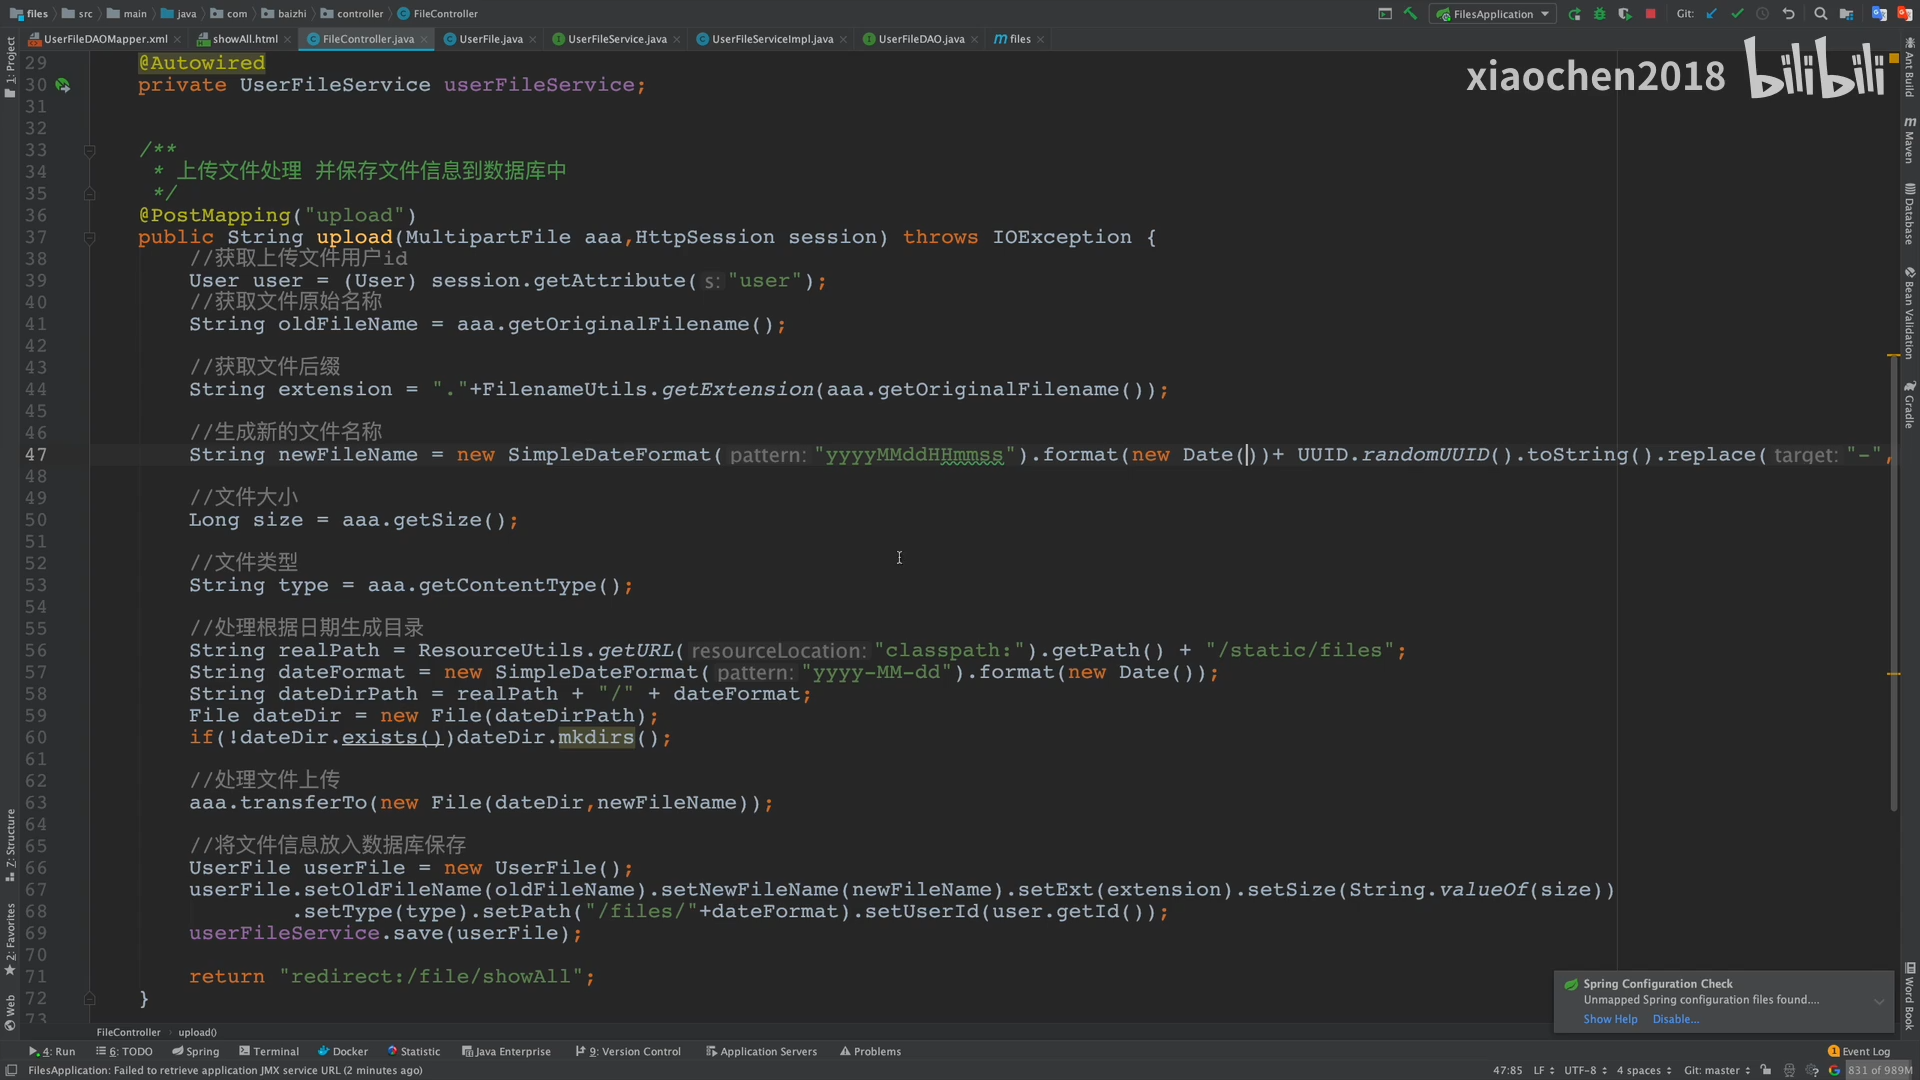 files src main java com baizhi controller FileController
FilesApplication Git:
UserFileDAOMapper.xml showAll.html FileController.java UserFile.java UserFileService.java UserFileServiceImpl.java UserFileDAO.java files
xiaochen2018 bilibili
29 @Autowired
30 private UserFileService userFileService;
31
32
33 /**
34 * 上传文件处理 并保存文件信息到数据库中
35 */
36 @PostMapping("upload")
37 public String upload(MultipartFile aaa,HttpSession session) throws IOException {
38 //获取上传文件用户id
39 User user = (User) session.getAttribute( s: "user");
40 //获取文件原始名称
41 String oldFileName = aaa.getOriginalFilename();
42
43 //获取文件后缀
44 String extension = "."+FilenameUtils.getExtension(aaa.getOriginalFilename());
45
46 //生成新的文件名称
47 String newFileName = new SimpleDateFormat( pattern: "yyyyMMddHHmmss").format(new Date())+ UUID.randomUUID().toString().replace( target: "-",
48
49 //文件大小
50 Long size = aaa.getSize();
51
52 //文件类型
53 String type = aaa.getContentType();
54
55 //处理根据日期生成目录
56 String realPath = ResourceUtils.getURL( resourceLocation: "classpath:").getPath() + "/static/files";
57 String dateFormat = new SimpleDateFormat( pattern: "yyyy-MM-dd").format(new Date());
58 String dateDirPath = realPath + "/" + dateFormat;
59 File dateDir = new File(dateDirPath);
60 if(!dateDir.exists())dateDir.mkdirs();
61
62 //处理文件上传
63 aaa.transferTo(new File(dateDir,newFileName));
64
65 //将文件信息放入数据库保存
66 UserFile userFile = new UserFile();
67 userFile.setOldFileName(oldFileName).setNewFileName(newFileName).setExt(extension).setSize(String.valueOf(size))
68 .setType(type).setPath("/files/"+dateFormat).setUserId(user.getId());
69 userFileService.save(userFile);
70
71 return "redirect:/file/showAll";
72 }
73
1: Project
7: Structure
2: Favorites
Web
Ant Build
Maven
Database
Bean Validation
Gradle
Word Book
Spring Configuration Check
Unmapped Spring configuration files found....
Show Help Disable...
FileController upload()
4: Run 6: TODO Spring Terminal Docker Statistic Java Enterprise 9: Version Control Application Servers Problems 1 Event Log
FilesApplication: Failed to retrieve application JMX service URL (2 minutes ago) 47:85 LF UTF-8 4 spaces Git: master 831 of 989M